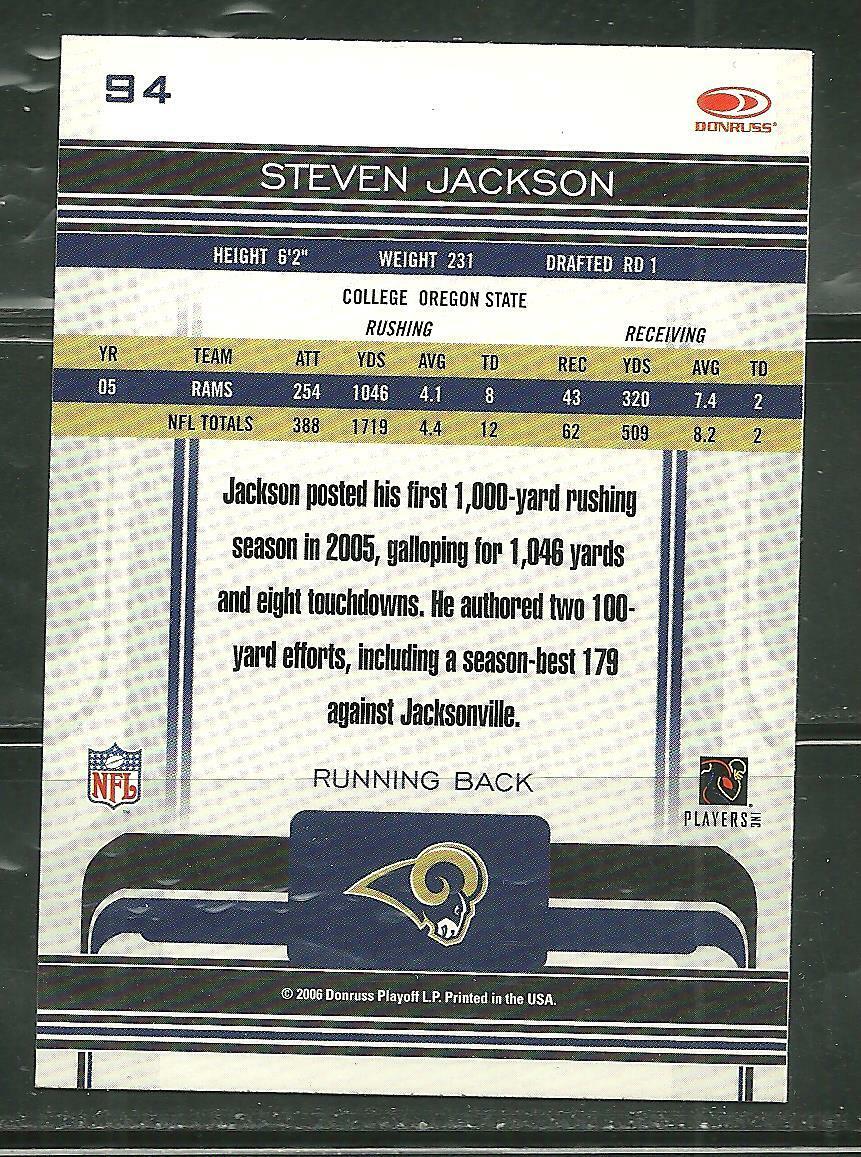 94
DONRUSS
STEVEN JACKSON
HEIGHT 6'2" WEIGHT 231 DRAFTED RD 1
COLLEGE OREGON STATE
RUSHING RECEIVING
YR TEAM ATT YDS AVG TD REC YDS AVG TD
05 RAMS 254 1046 4.1 8 43 320 7.4 2
NFL TOTALS 388 1719 4.4 12 62 509 8.2 2
Jackson posted his first 1,000-yard rushing
season in 2005, galloping for 1,046 yards
and eight touchdowns. He authored two 100-
yard efforts, including a season-best 179
against Jacksonville.
NFL
RUNNING BACK
PLAYERS INC
© 2006 Donruss Playoff L.P. Printed in the USA.